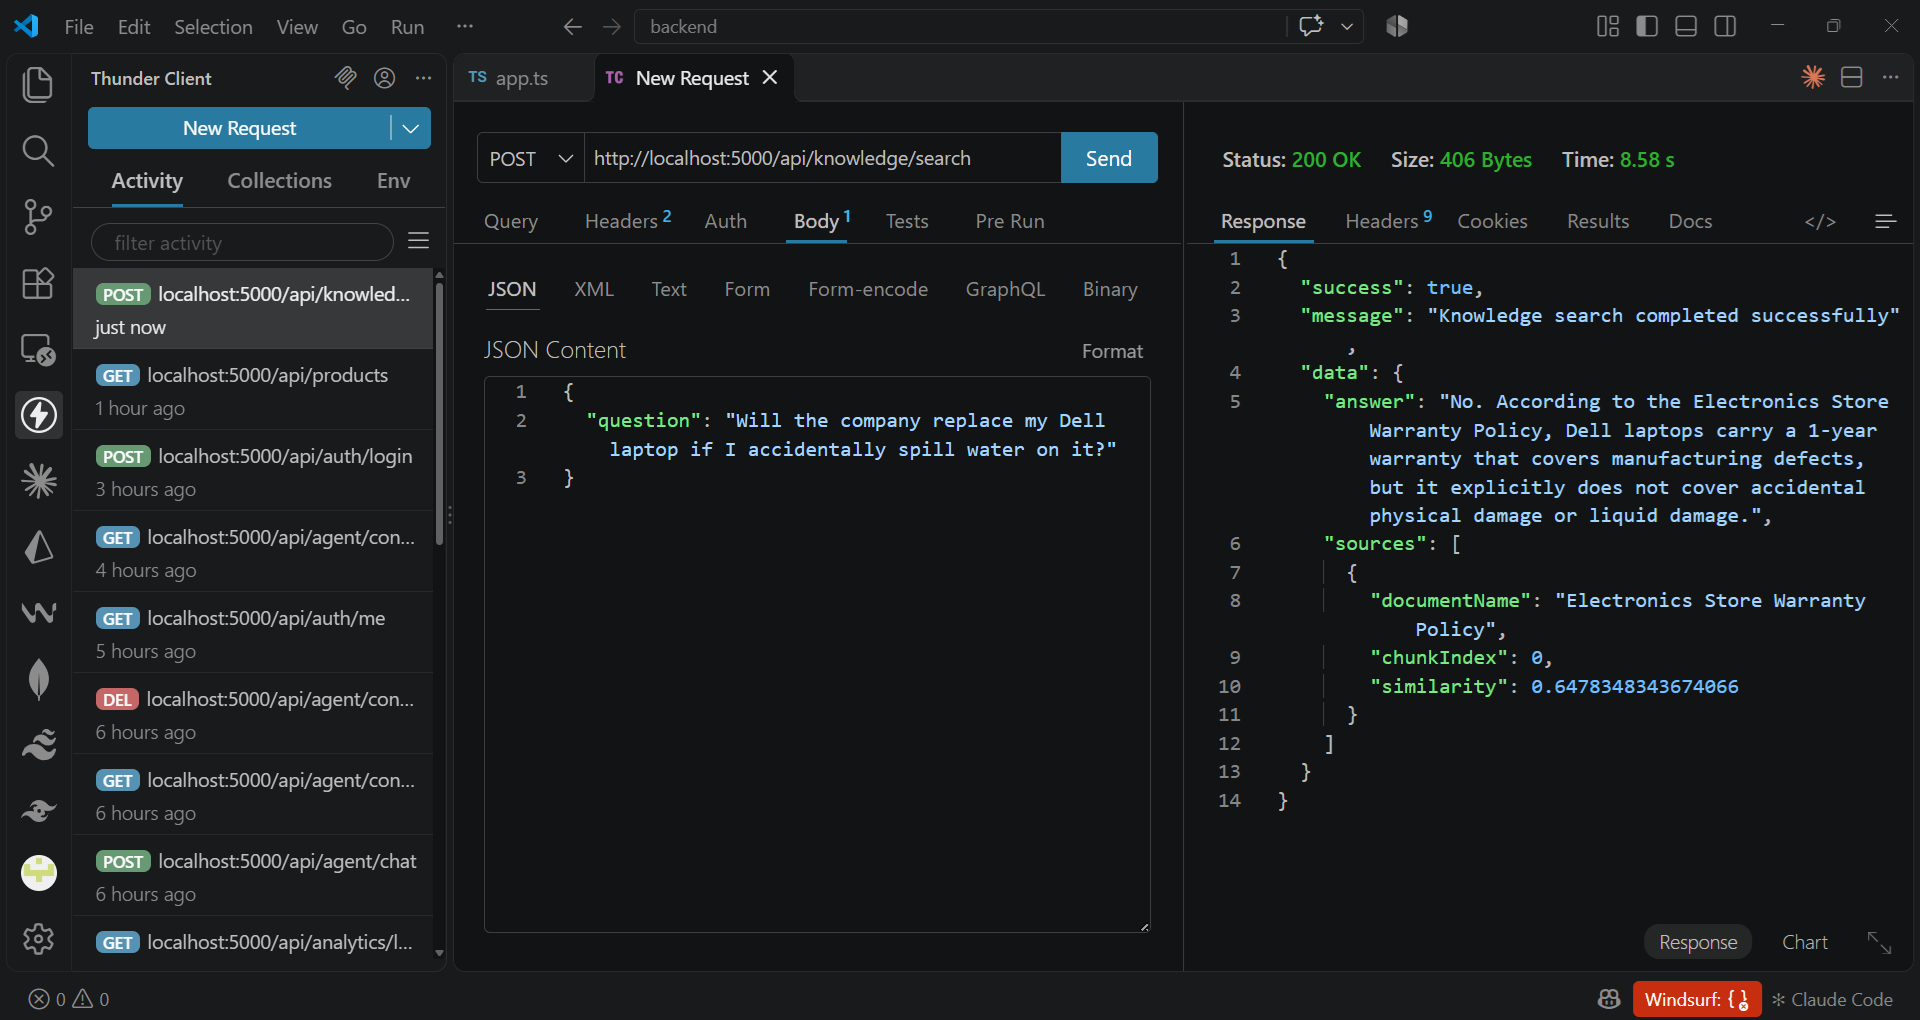 File Edit Selection View Go Run ···
backend
Thunder Client
New Request
Activity Collections Env
filter activity
POST localhost:5000/api/knowled...
just now
GET localhost:5000/api/products
1 hour ago
POST localhost:5000/api/auth/login
3 hours ago
GET localhost:5000/api/agent/con...
4 hours ago
GET localhost:5000/api/auth/me
5 hours ago
DEL localhost:5000/api/agent/con...
6 hours ago
GET localhost:5000/api/agent/con...
6 hours ago
POST localhost:5000/api/agent/chat
6 hours ago
GET localhost:5000/api/analytics/l...
TS app.ts
TC New Request
POST http://localhost:5000/api/knowledge/search Send
Query Headers 2 Auth Body 1 Tests Pre Run
JSON XML Text Form Form-encode GraphQL Binary
JSON Content Format
1 {
2 "question": "Will the company replace my Dell
laptop if I accidentally spill water on it?"
3 }
Status: 200 OK Size: 406 Bytes Time: 8.58 s
Response Headers 9 Cookies Results Docs </>
1 {
2 "success": true,
3 "message": "Knowledge search completed successfully"
,
4 "data": {
5 "answer": "No. According to the Electronics Store
Warranty Policy, Dell laptops carry a 1-year
warranty that covers manufacturing defects,
but it explicitly does not cover accidental
physical damage or liquid damage.",
6 "sources": [
7 {
8 "documentName": "Electronics Store Warranty
Policy",
9 "chunkIndex": 0,
10 "similarity": 0.6478348343674066
11 }
12 ]
13 }
14 }
Response Chart
0 0
Windsurf: { } Claude Code